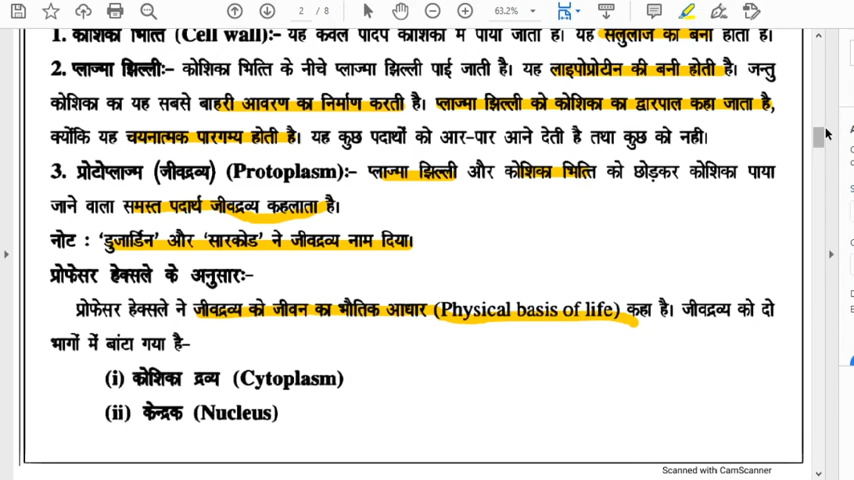 2 / 8
63.2%
1. कोशिका भित्ति (Cell wall):- यह केवल पादप कोशिका में पाया जाता है। यह सेलुलोज की बनी होती है।
2. प्लाज्मा झिल्ली:- कोशिका भित्ति के नीचे प्लाज्मा झिल्ली पाई जाती है। यह लाइपोप्रोटीन की बनी होती है। जन्तु
कोशिका का यह सबसे बाहरी आवरण का निर्माण करती है। प्लाज्मा झिल्ली को कोशिका का द्वारपाल कहा जाता है,
क्योंकि यह चयनात्मक पारगम्य होती है। यह कुछ पदार्थों को आर-पार आने देती है तथा कुछ को नही।
3. प्रोटोप्लाज्म (जीवद्रव्य) (Protoplasm):- प्लाज्मा झिल्ली और कोशिका भित्ति को छोड़कर कोशिका पाया
जाने वाला समस्त पदार्थ जीवद्रव्य कहलाता है।
नोट : 'डुजार्डिन' और 'सारकोड' ने जीवद्रव्य नाम दिया।
प्रोफेसर हेक्सले के अनुसारः-
प्रोफेसर हेक्सले ने जीवद्रव्य को जीवन का भौतिक आधार (Physical basis of life) कहा है। जीवद्रव्य को दो
भागों में बांटा गया है-
(i) कोशिका द्रव्य (Cytoplasm)
(ii) केन्द्रक (Nucleus)
Scanned with CamScanner